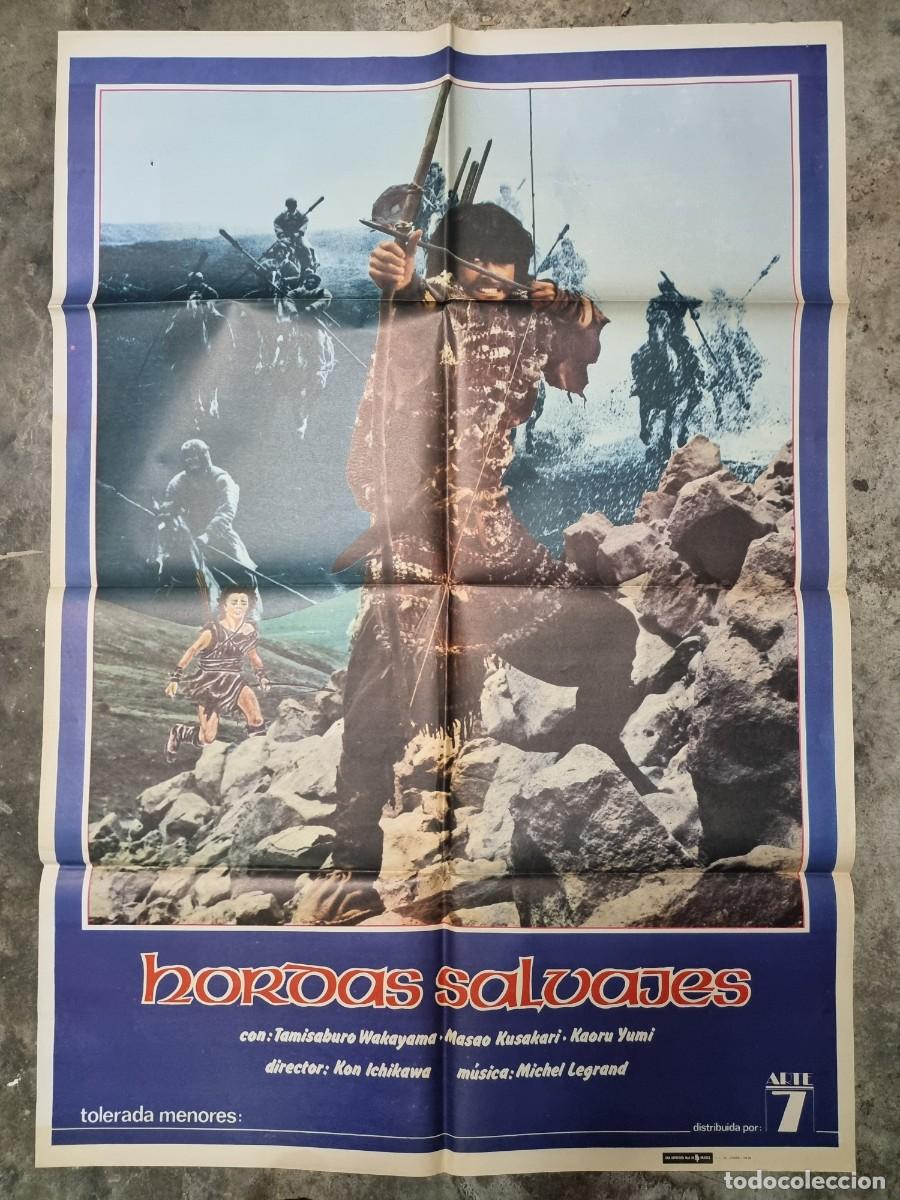 hordas salvajes
con: Tamisaburo Wakayama · Masao Kusakari · Kaoru Yumi
director: Kon Ichikawa música: Michel Legrand
tolerada menores:
distribuida por:
ARTE
7
todocoleccion